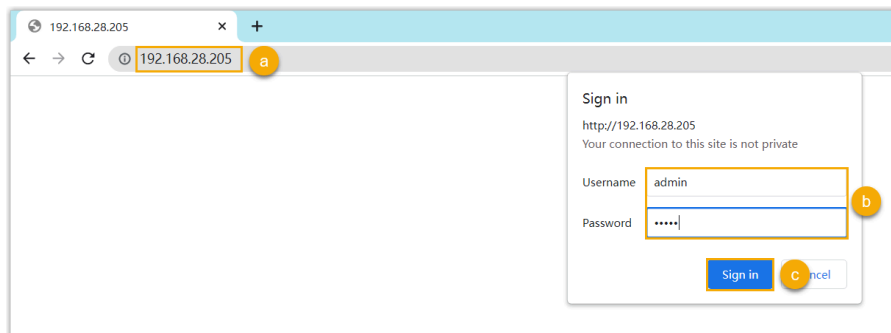 192.168.28.205
192.168.28.205 a
Sign in
http://192.168.28.205
Your connection to this site is not private
Username admin
b
Password •••••
Sign in c ncel